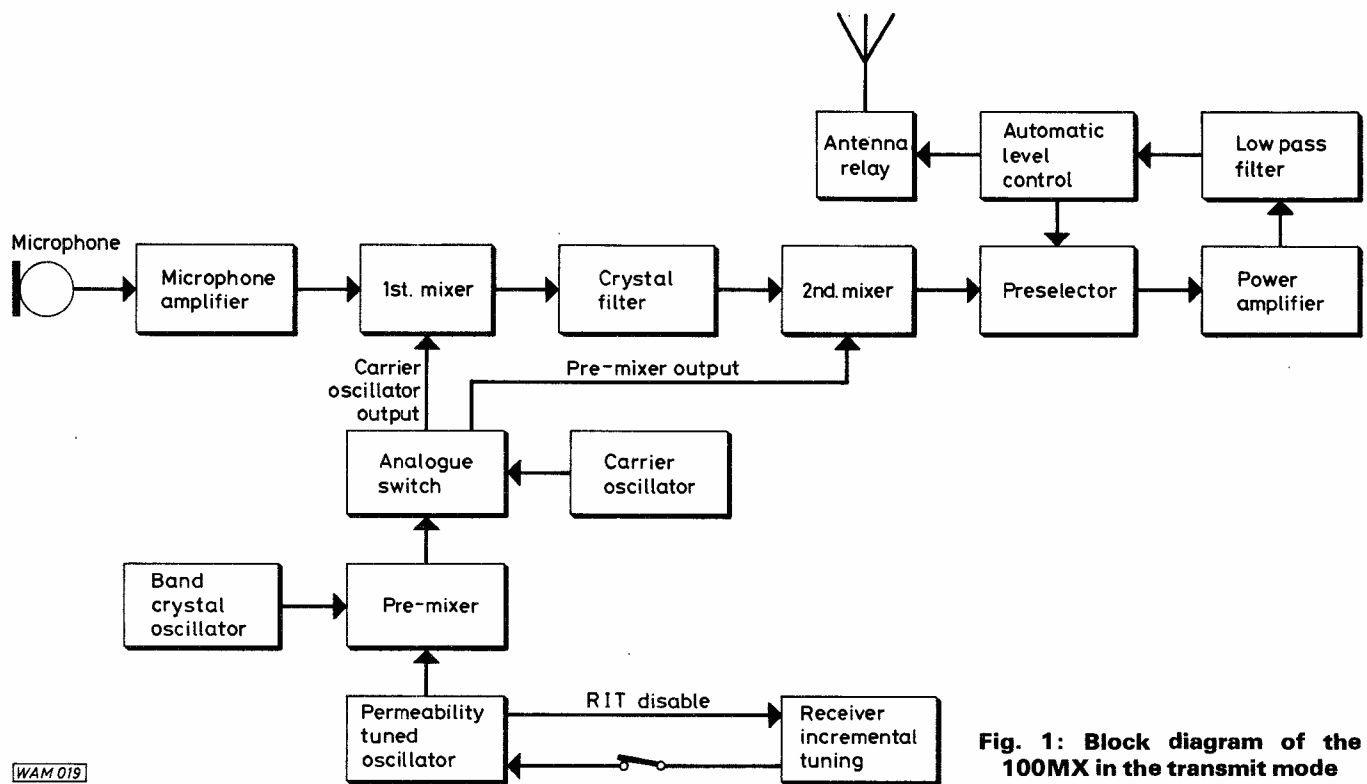 Antenna
relay
Automatic
level
control
Low pass
filter
Microphone
Microphone
amplifier
1st. mixer
Crystal
filter
2nd. mixer
Preselector
Power
amplifier
Carrier
oscillator
output
Pre-mixer output
Analogue
switch
Carrier
oscillator
Band
crystal
oscillator
Pre-mixer
Permeability
tuned
oscillator
RIT disable
Receiver
incremental
tuning
WAM 019
Fig. 1: Block diagram of the
100MX in the transmit mode